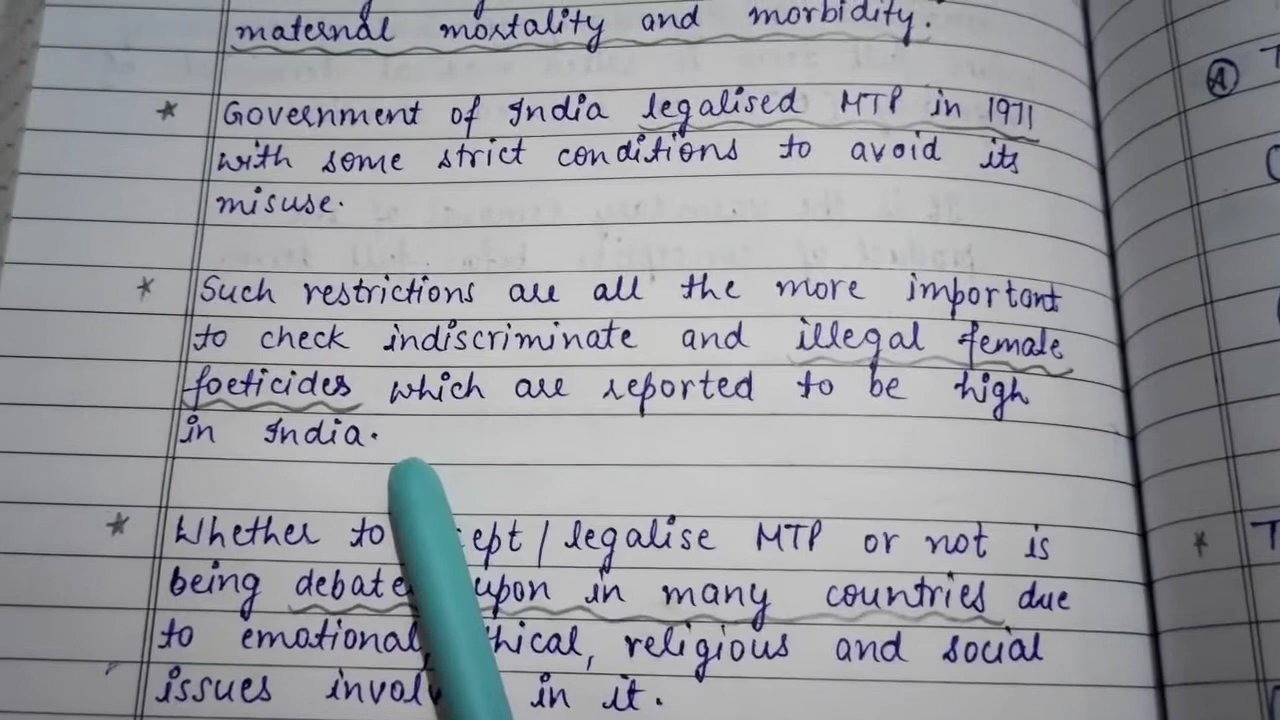 maternal mortality and morbidity.
* Government of India legalised MTP in 1971
with some strict conditions to avoid its
misuse.
* Such restrictions are all the more important
to check indiscriminate and illegal female
foeticides which are reported to be high
in India.
* Whether to / legalise MTP or not is
being upon in many countries due
to emotional, religious and social
issues in it.
A
*